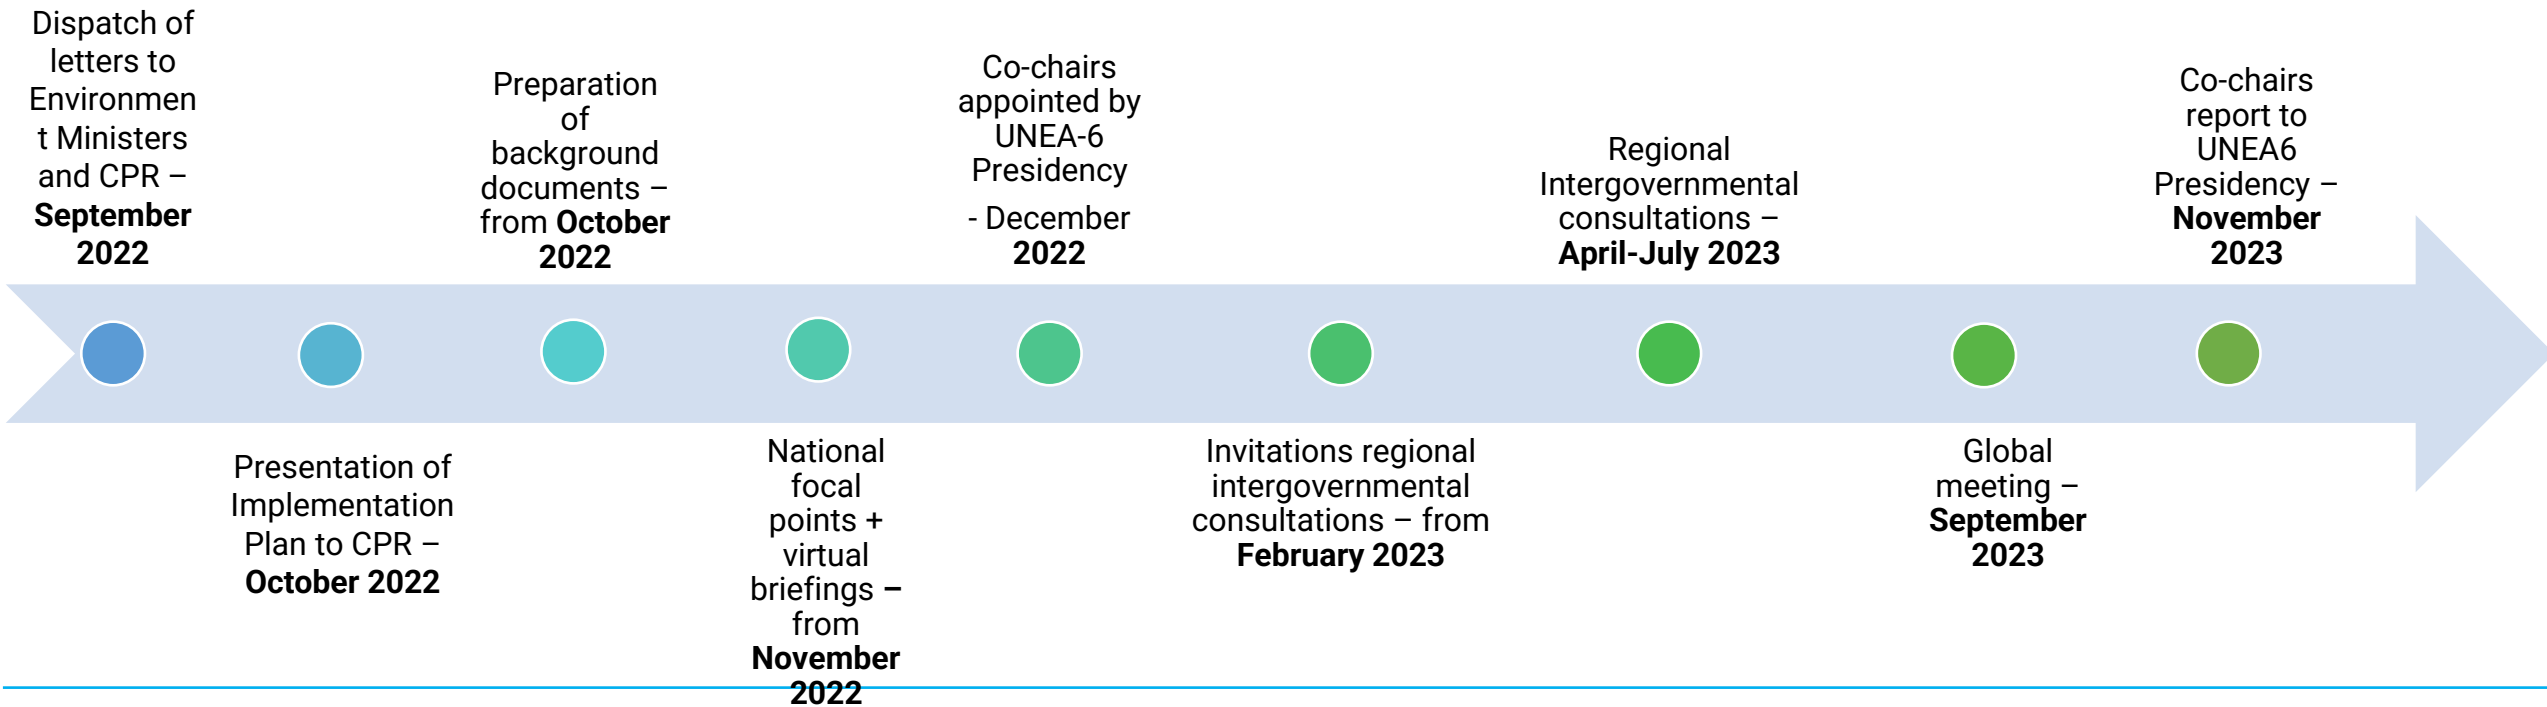 Dispatch of
letters to
Environmen
t Ministers
and CPR –
September
2022
Presentation of
Implementation
Plan to CPR –
October 2022
Preparation
of
background
documents –
from October
2022
National
focal
points +
virtual
briefings –
from
November
2022
Co-chairs
appointed by
UNEA-6
Presidency
- December
2022
Invitations regional
intergovernmental
consultations – from
February 2023
Regional
Intergovernmental
consultations –
April-July 2023
Global
meeting –
September
2023
Co-chairs
report to
UNEA6
Presidency –
November
2023